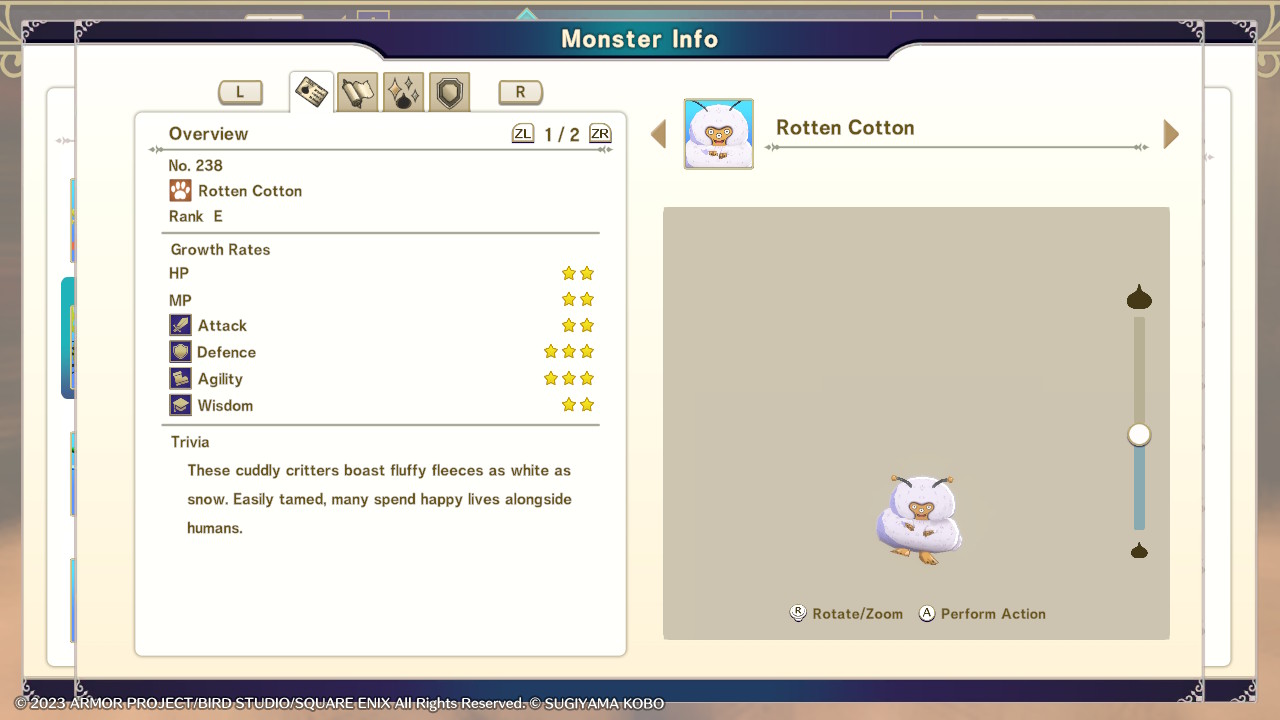 Monster Info
L
R
Overview
ZL 1 / 2 ZR
No. 238
Rotten Cotton
Rank E
Growth Rates
HP
MP
Attack
Defence
Agility
Wisdom
Trivia
These cuddly critters boast fluffy fleeces as white as
snow. Easily tamed, many spend happy lives alongside
humans.
Rotten Cotton
R Rotate/Zoom A Perform Action
© 2023 ARMOR PROJECT/BIRD STUDIO/SQUARE ENIX All Rights Reserved. © SUGIYAMA KOBO